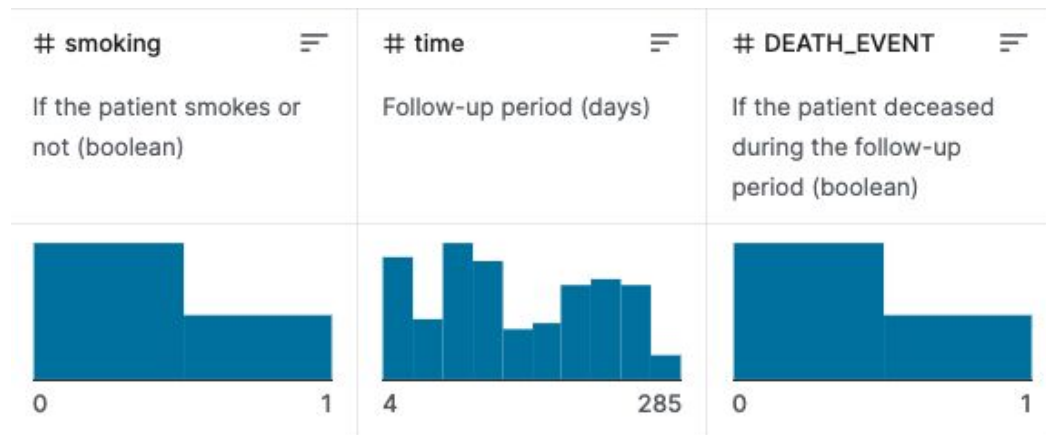 # smoking
If the patient smokes or
not (boolean)
0 1
# time
Follow-up period (days)
4 285
# DEATH_EVENT
If the patient deceased
during the follow-up
period (boolean)
0 1